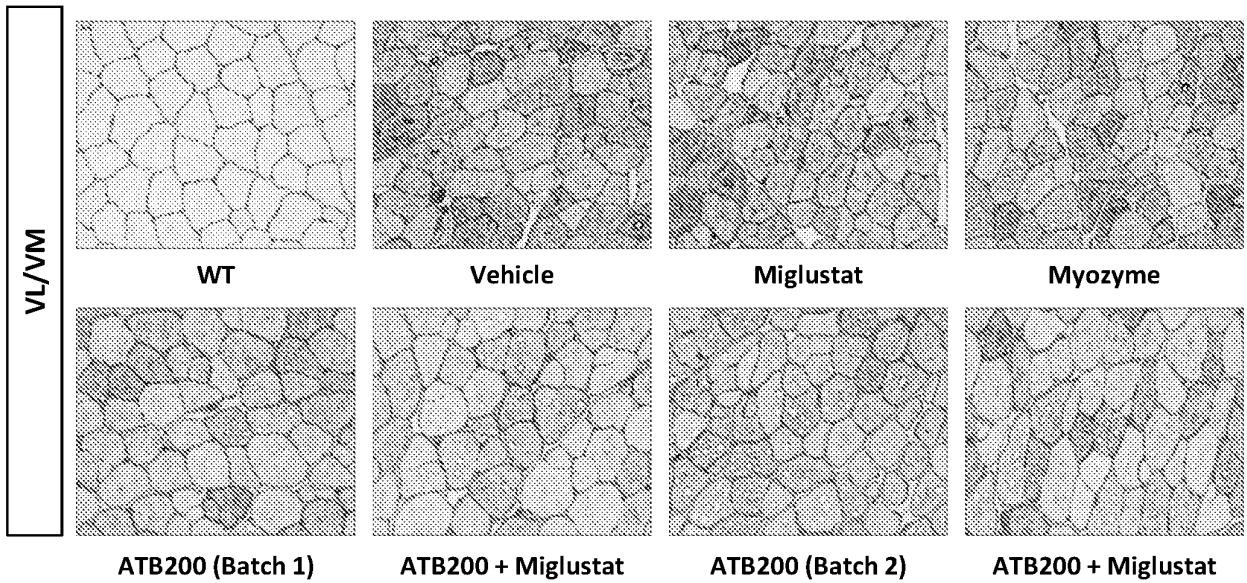 VL/VM
WT
Vehicle
Miglustat
Myozyme
ATB200 (Batch 1)
ATB200 + Miglustat
ATB200 (Batch 2)
ATB200 + Miglustat